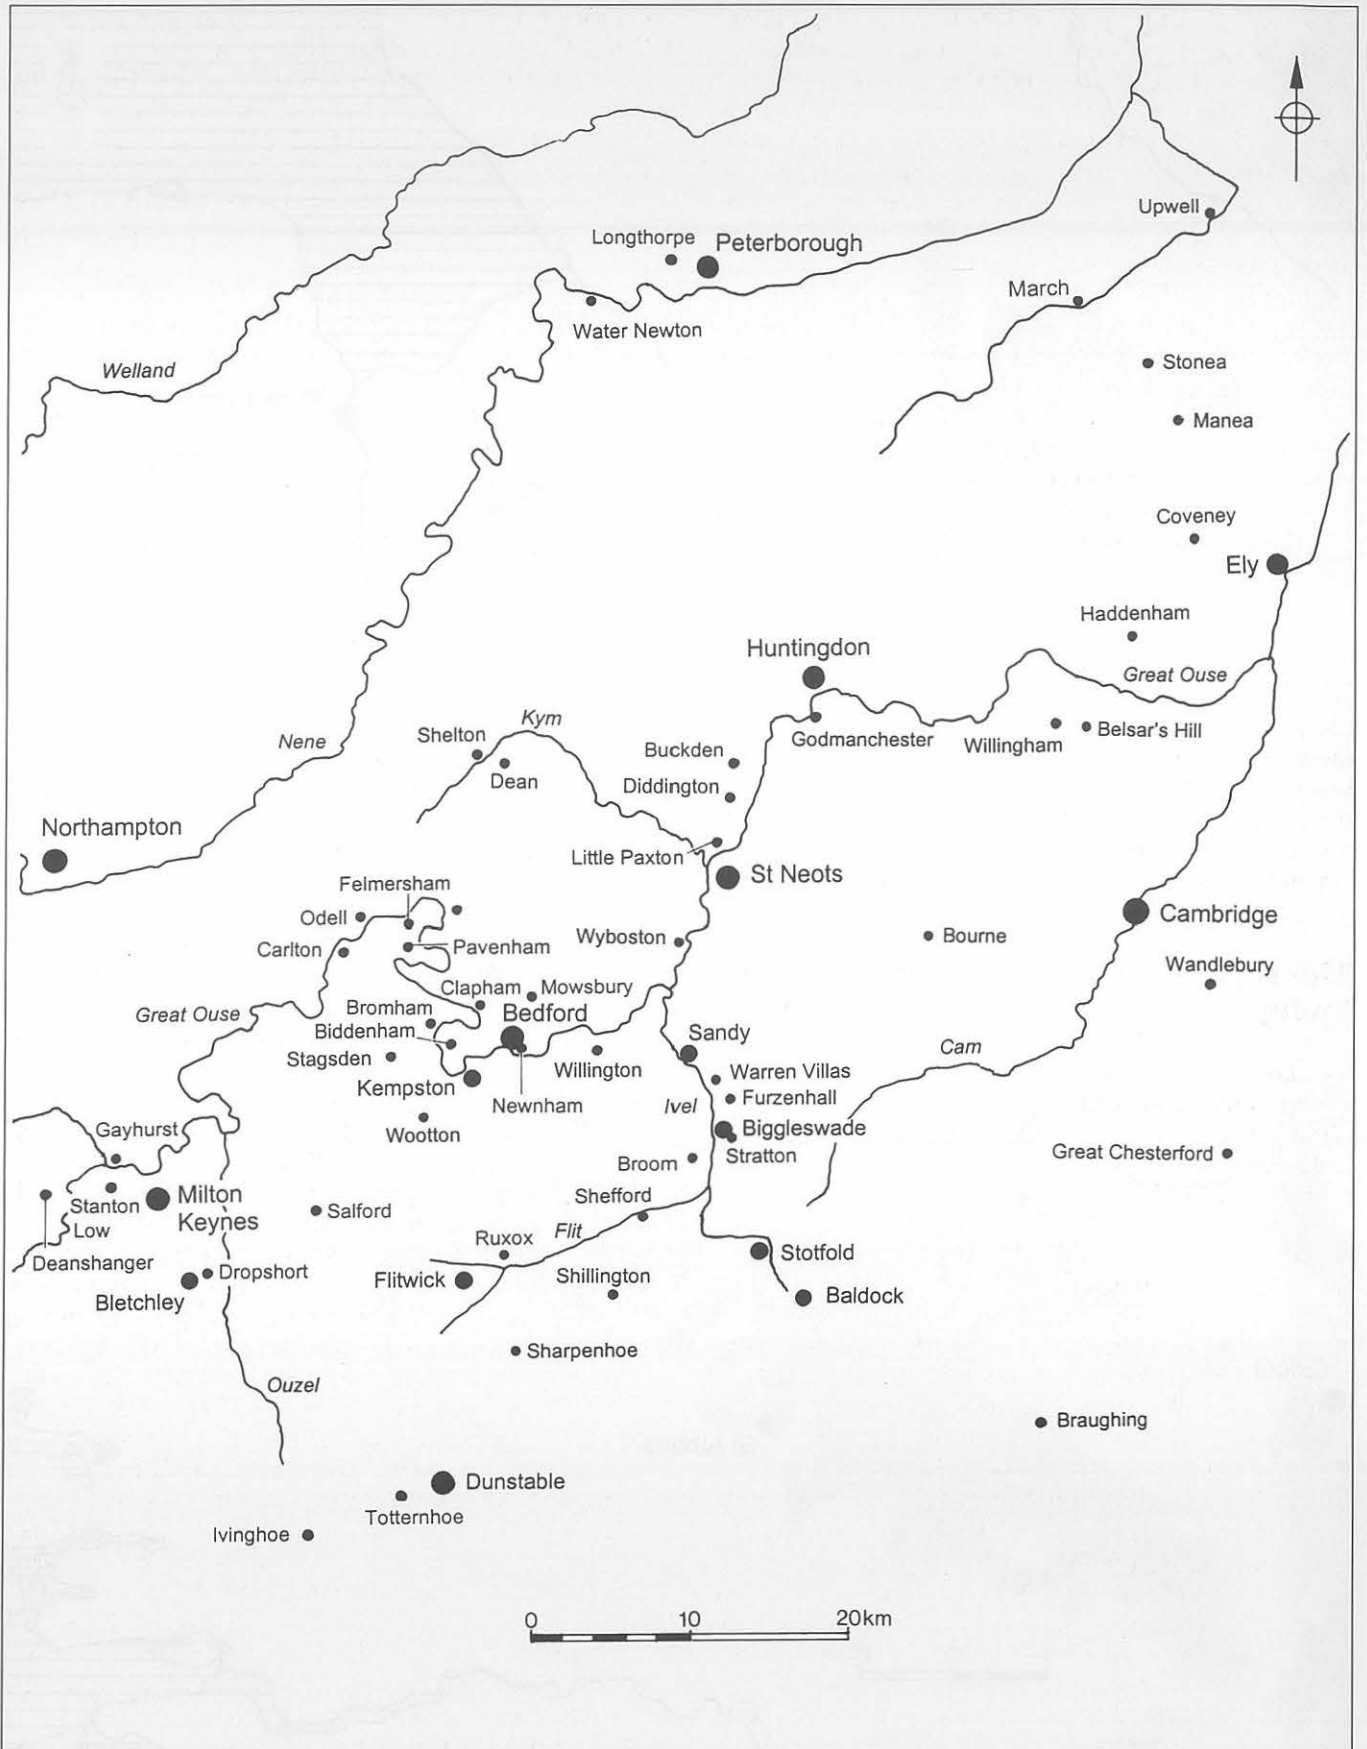 Upwell
Longthorpe
Peterborough
March
Water Newton
Welland
Stonea
Manea
Coveney
Ely
Haddenham
Huntingdon
Great Ouse
Kym
Shelton
Nene
Buckden
Godmanchester
Willingham
Belsar's Hill
Dean
Diddington
Northampton
Little Paxton
St Neots
Felmersham
Odell
Cambridge
Carlton
Pavenham
Wyboston
Bourne
Wandlebury
Clapham
Mowsbury
Great Ouse
Bromham
Bedford
Biddenham
Sandy
Cam
Stagsden
Willington
Warren Villas
Kempston
Furzenhall
Newnham
Ivel
Gayhurst
Wootton
Biggleswade
Stratton
Great Chesterford
Broom
Milton
Keynes
Stanton
Low
Salford
Shefford
Ruxox
Flit
Stotfold
Deanshanger
Dropshort
Flitwick
Shillington
Bletchley
Baldock
Sharpenhoe
Ouzel
Braughing
Dunstable
Totternhoe
Ivinghoe
0 10 20km